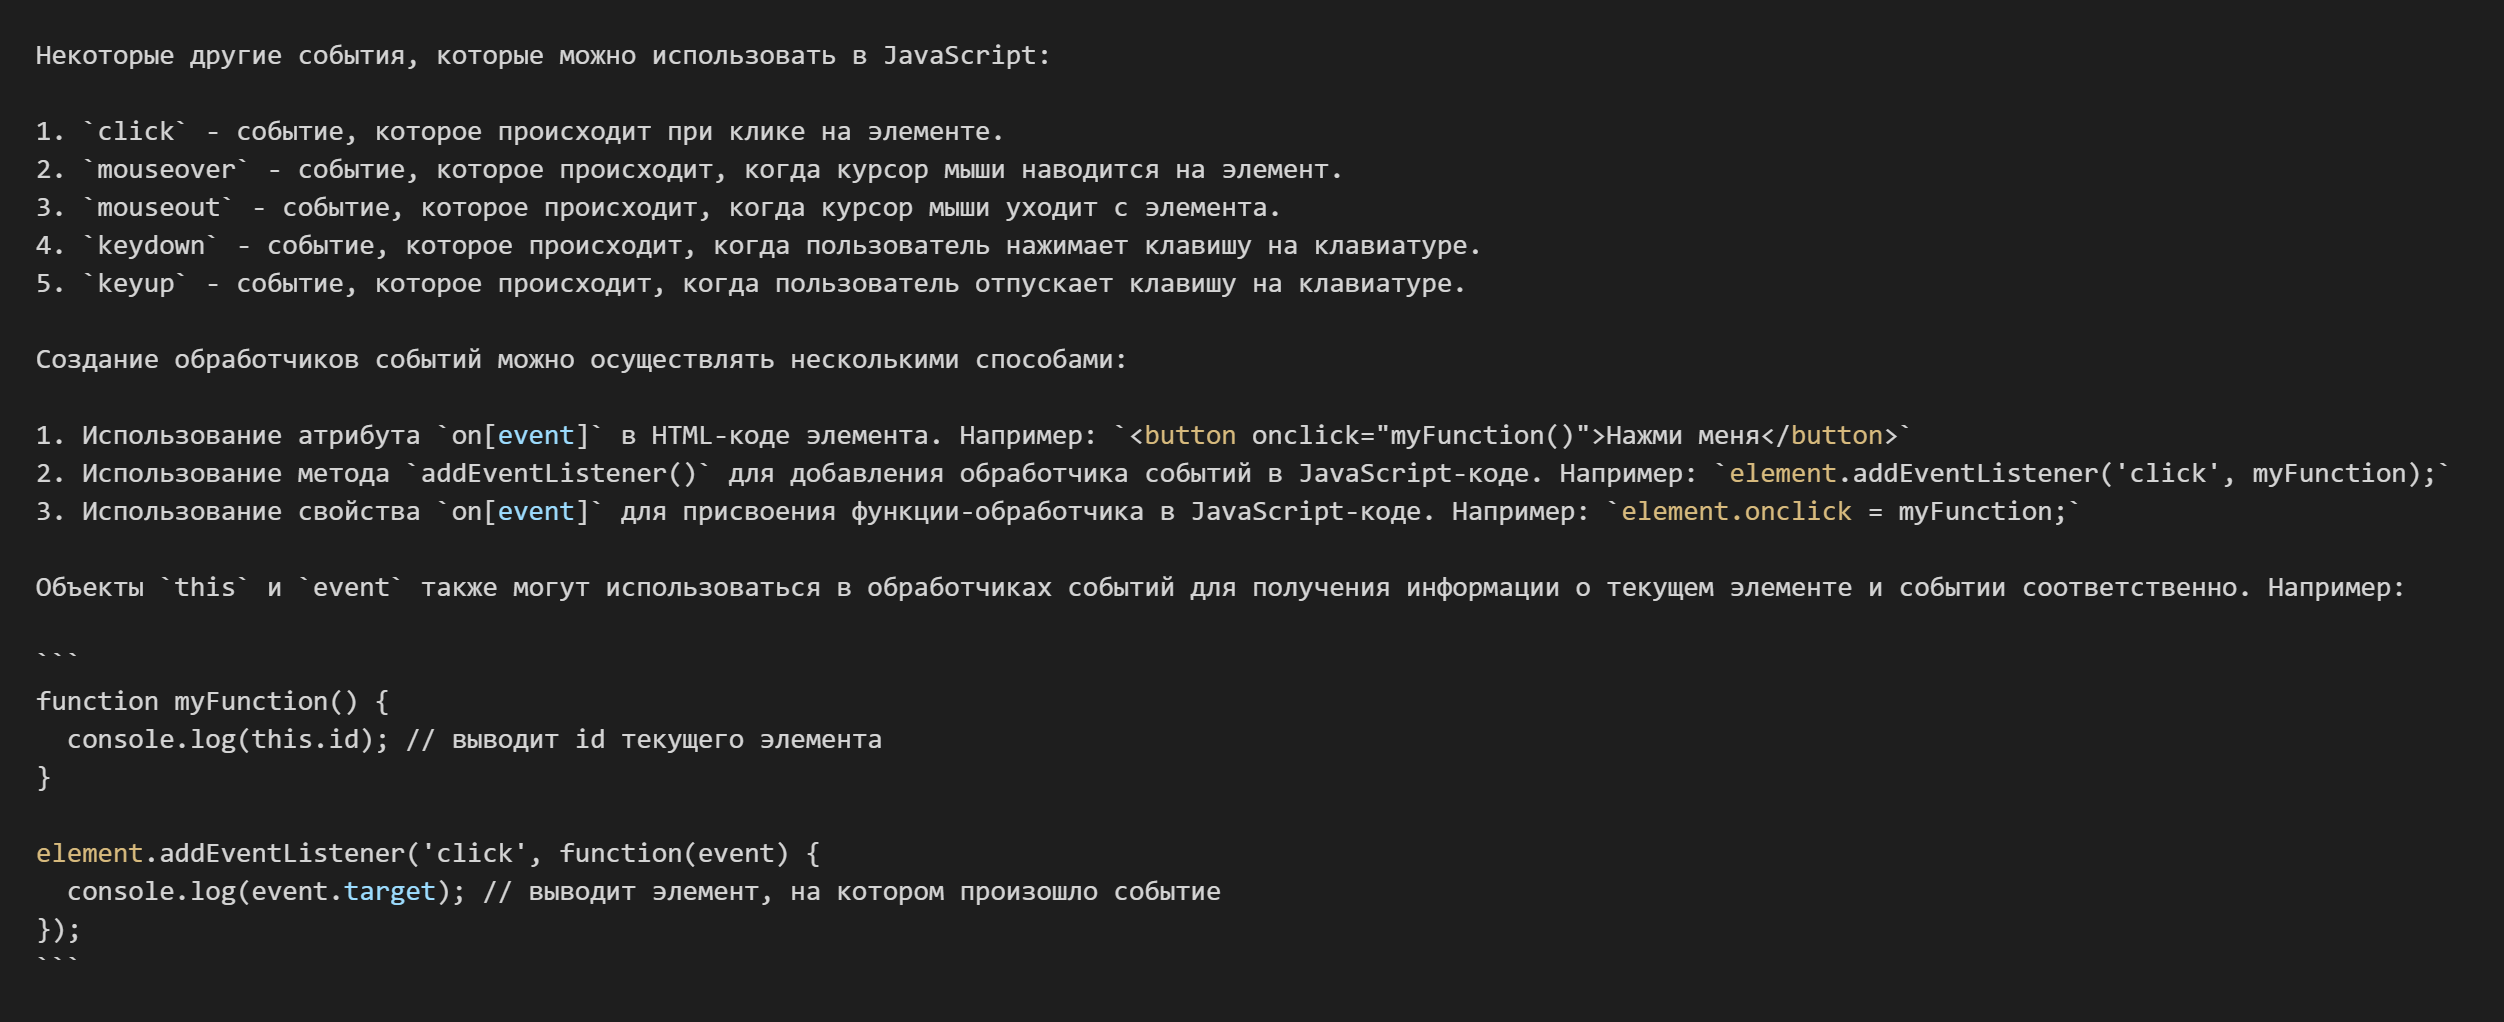 Некоторые другие события, которые можно использовать в JavaScript:
1. `click` - событие, которое происходит при клике на элементе.
2. `mouseover` - событие, которое происходит, когда курсор мыши наводится на элемент.
3. `mouseout` - событие, которое происходит, когда курсор мыши уходит с элемента.
4. `keydown` - событие, которое происходит, когда пользователь нажимает клавишу на клавиатуре.
5. `keyup` - событие, которое происходит, когда пользователь отпускает клавишу на клавиатуре.
Создание обработчиков событий можно осуществлять несколькими способами:
1. Использование атрибута `on[event]` в HTML-коде элемента. Например: `<button onclick="myFunction()">Нажми меня</button>`
2. Использование метода `addEventListener()` для добавления обработчика событий в JavaScript-коде. Например: `element.addEventListener('click', myFunction);`
3. Использование свойства `on[event]` для присвоения функции-обработчика в JavaScript-коде. Например: `element.onclick = myFunction;`
Объекты `this` и `event` также могут использоваться в обработчиках событий для получения информации о текущем элементе и событии соответственно. Например:
```
function myFunction() {
  console.log(this.id); // выводит id текущего элемента
}
element.addEventListener('click', function(event) {
  console.log(event.target); // выводит элемент, на котором произошло событие
});
```